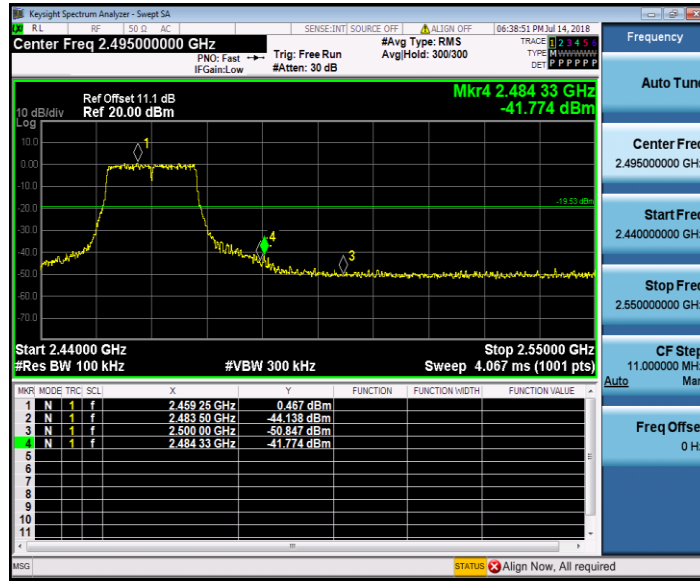 Keysight Spectrum Analyzer - Swept SA
RL RF 50 Ω AC SENSE:INT SOURCE OFF ALIGN OFF 06:38:51 PM Jul 14, 2018
Center Freq 2.495000000 GHz
PNO: Fast
IFGain:Low
Trig: Free Run
#Atten: 30 dB
#Avg Type: RMS
Avg|Hold: 300/300
TRACE 1 2 3 4 5 6
TYPE M W W W W W
DET P P P P P P
Ref Offset 11.1 dB
10 dB/div Ref 20.00 dBm
Log
Mkr4 2.484 33 GHz
-41.774 dBm
10.0
0.00
-10.0
-20.0
-30.0
-40.0
-50.0
-60.0
-70.0
1
4
3
-19.53 dBm
Start 2.44000 GHz Stop 2.55000 GHz
#Res BW 100 kHz #VBW 300 kHz Sweep 4.067 ms (1001 pts)
MKR MODE TRC SCL X Y FUNCTION FUNCTION WIDTH FUNCTION VALUE
1 N 1 f 2.459 25 GHz 0.467 dBm
2 N 1 f 2.483 50 GHz -44.138 dBm
3 N 1 f 2.500 00 GHz -50.847 dBm
4 N 1 f 2.484 33 GHz -41.774 dBm
5
6
7
8
9
10
11
MSG STATUS Align Now, All required
Frequency
Auto Tune
Center Freq
2.495000000 GHz
Start Freq
2.440000000 GHz
Stop Freq
2.550000000 GHz
CF Step
11.000000 MHz
Auto Man
Freq Offset
0 Hz